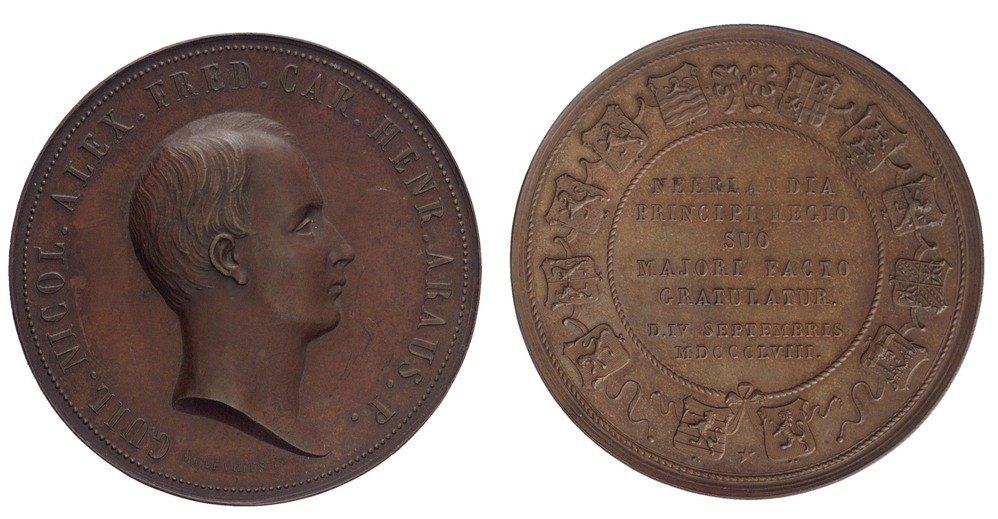 GUIL. NICOL. ALEX. FRED. CAR. HENR. ARAUS. P.
NEERLANDIA
PRINCIPI REGIO
SUO
MAJORI FACTO
GRATULATUR.
D.IV SEPTEMBRIS
MDCCCLVIII.